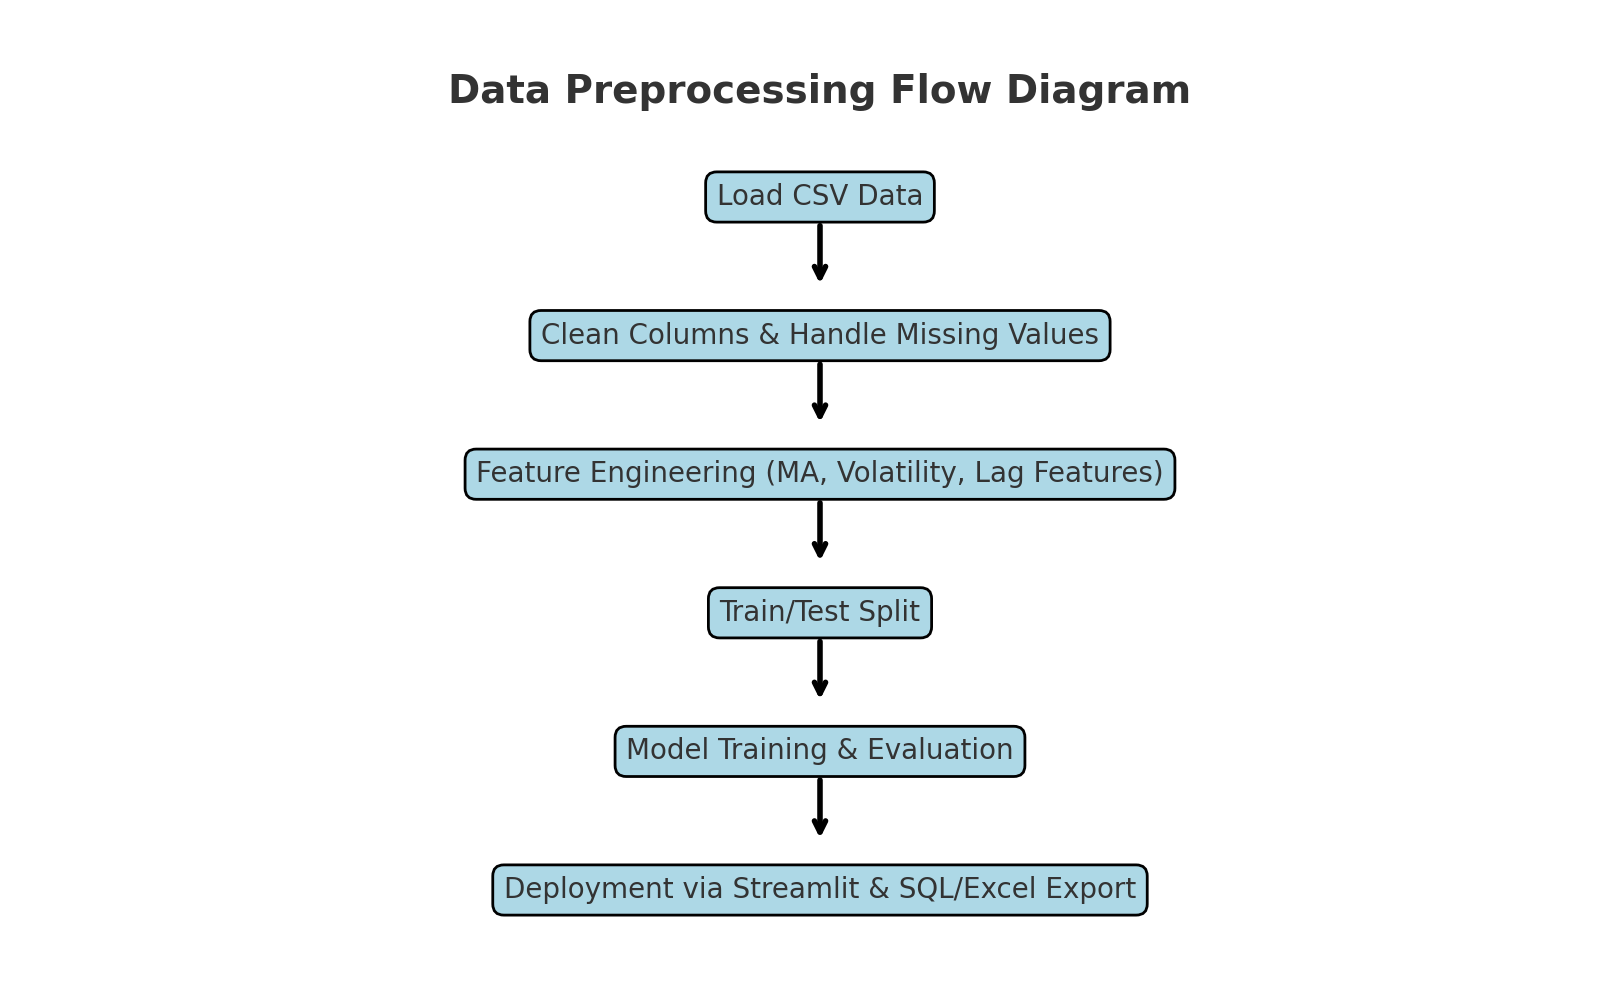 Data Preprocessing Flow Diagram
Load CSV Data
Clean Columns & Handle Missing Values
Feature Engineering (MA, Volatility, Lag Features)
Train/Test Split
Model Training & Evaluation
Deployment via Streamlit & SQL/Excel Export